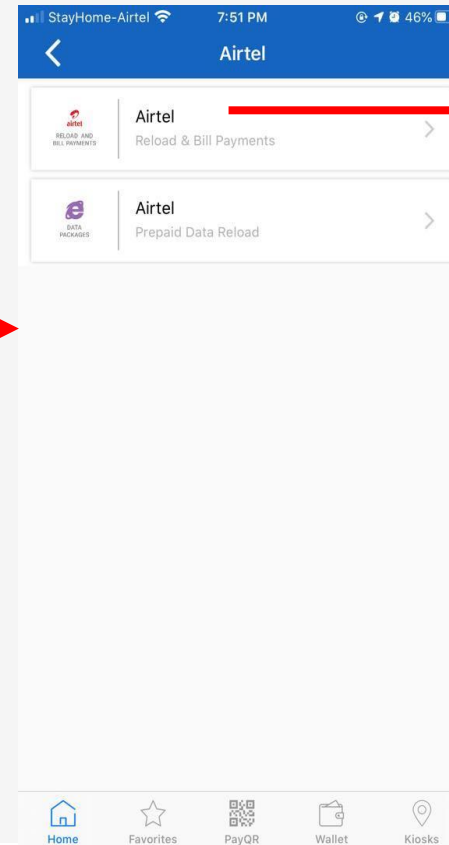 StayHome-Airtel 7:51 PM 46%
Airtel
airtel
RELOAD AND
BILL PAYMENTS
Airtel
Reload & Bill Payments
DATA
PACKAGES
Airtel
Prepaid Data Reload
Home Favorites PayQR Wallet Kiosks